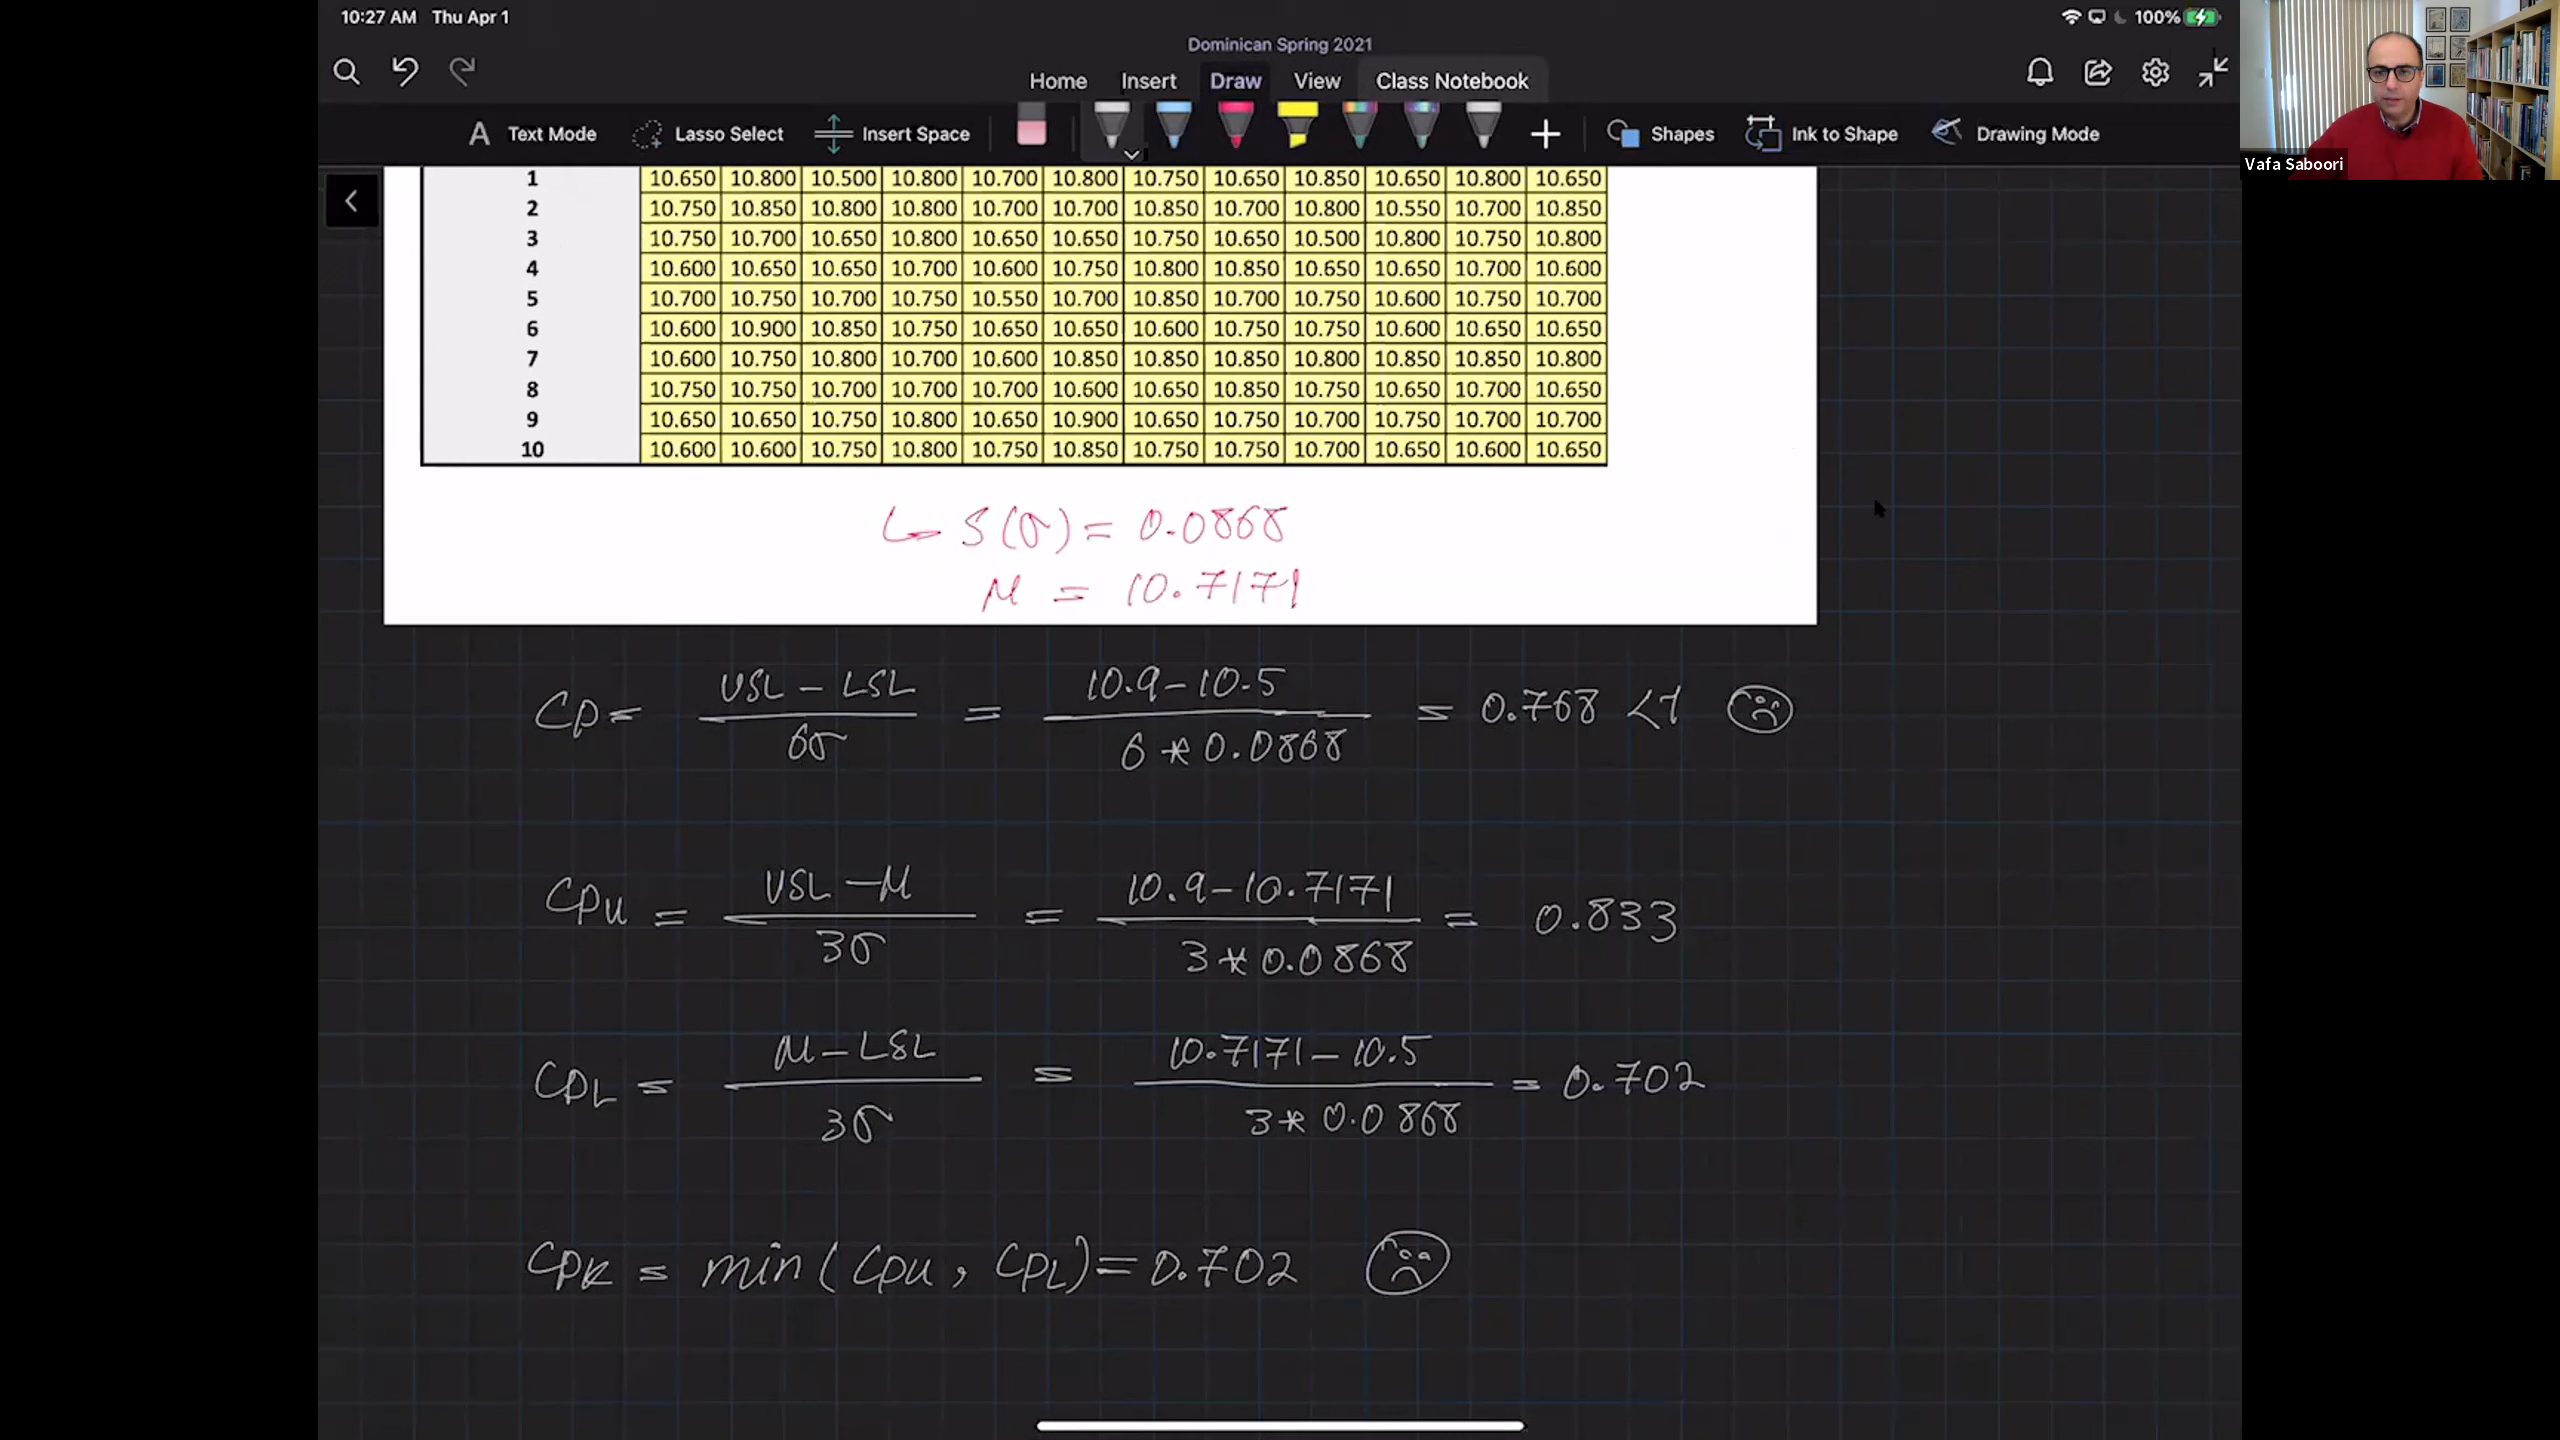 10:27 AM Thu Apr 1
100%
Dominican Spring 2021
Home Insert Draw View Class Notebook
Text Mode Lasso Select Insert Space Shapes Ink to Shape Drawing Mode
Vafa Saboori
1 10.650 10.800 10.500 10.800 10.700 10.800 10.750 10.650 10.850 10.650 10.800 10.650
2 10.750 10.850 10.800 10.800 10.700 10.700 10.850 10.700 10.800 10.550 10.700 10.850
3 10.750 10.700 10.650 10.800 10.650 10.650 10.750 10.650 10.500 10.800 10.750 10.800
4 10.600 10.650 10.650 10.700 10.600 10.750 10.800 10.850 10.650 10.650 10.700 10.600
5 10.700 10.750 10.700 10.750 10.550 10.700 10.850 10.700 10.750 10.600 10.750 10.700
6 10.600 10.900 10.850 10.750 10.650 10.650 10.600 10.750 10.750 10.600 10.650 10.650
7 10.600 10.750 10.800 10.700 10.600 10.850 10.850 10.850 10.800 10.850 10.850 10.800
8 10.750 10.750 10.700 10.700 10.700 10.600 10.650 10.850 10.750 10.650 10.700 10.650
9 10.650 10.650 10.750 10.800 10.650 10.900 10.650 10.750 10.700 10.750 10.700 10.700
10 10.600 10.600 10.750 10.800 10.750 10.850 10.750 10.750 10.700 10.650 10.600 10.650
↳ S(σ) = 0.0868
M = 10.7171
Cp = USL - LSL / 6σ = 10.9 - 10.5 / 6 * 0.0868 = 0.768 < 1
Cpu = USL - M / 3σ = 10.9 - 10.7171 / 3 * 0.0868 = 0.833
CpL = M - LSL / 3σ = 10.7171 - 10.5 / 3 * 0.0868 = 0.702
Cpk = min(Cpu, CpL) = 0.702